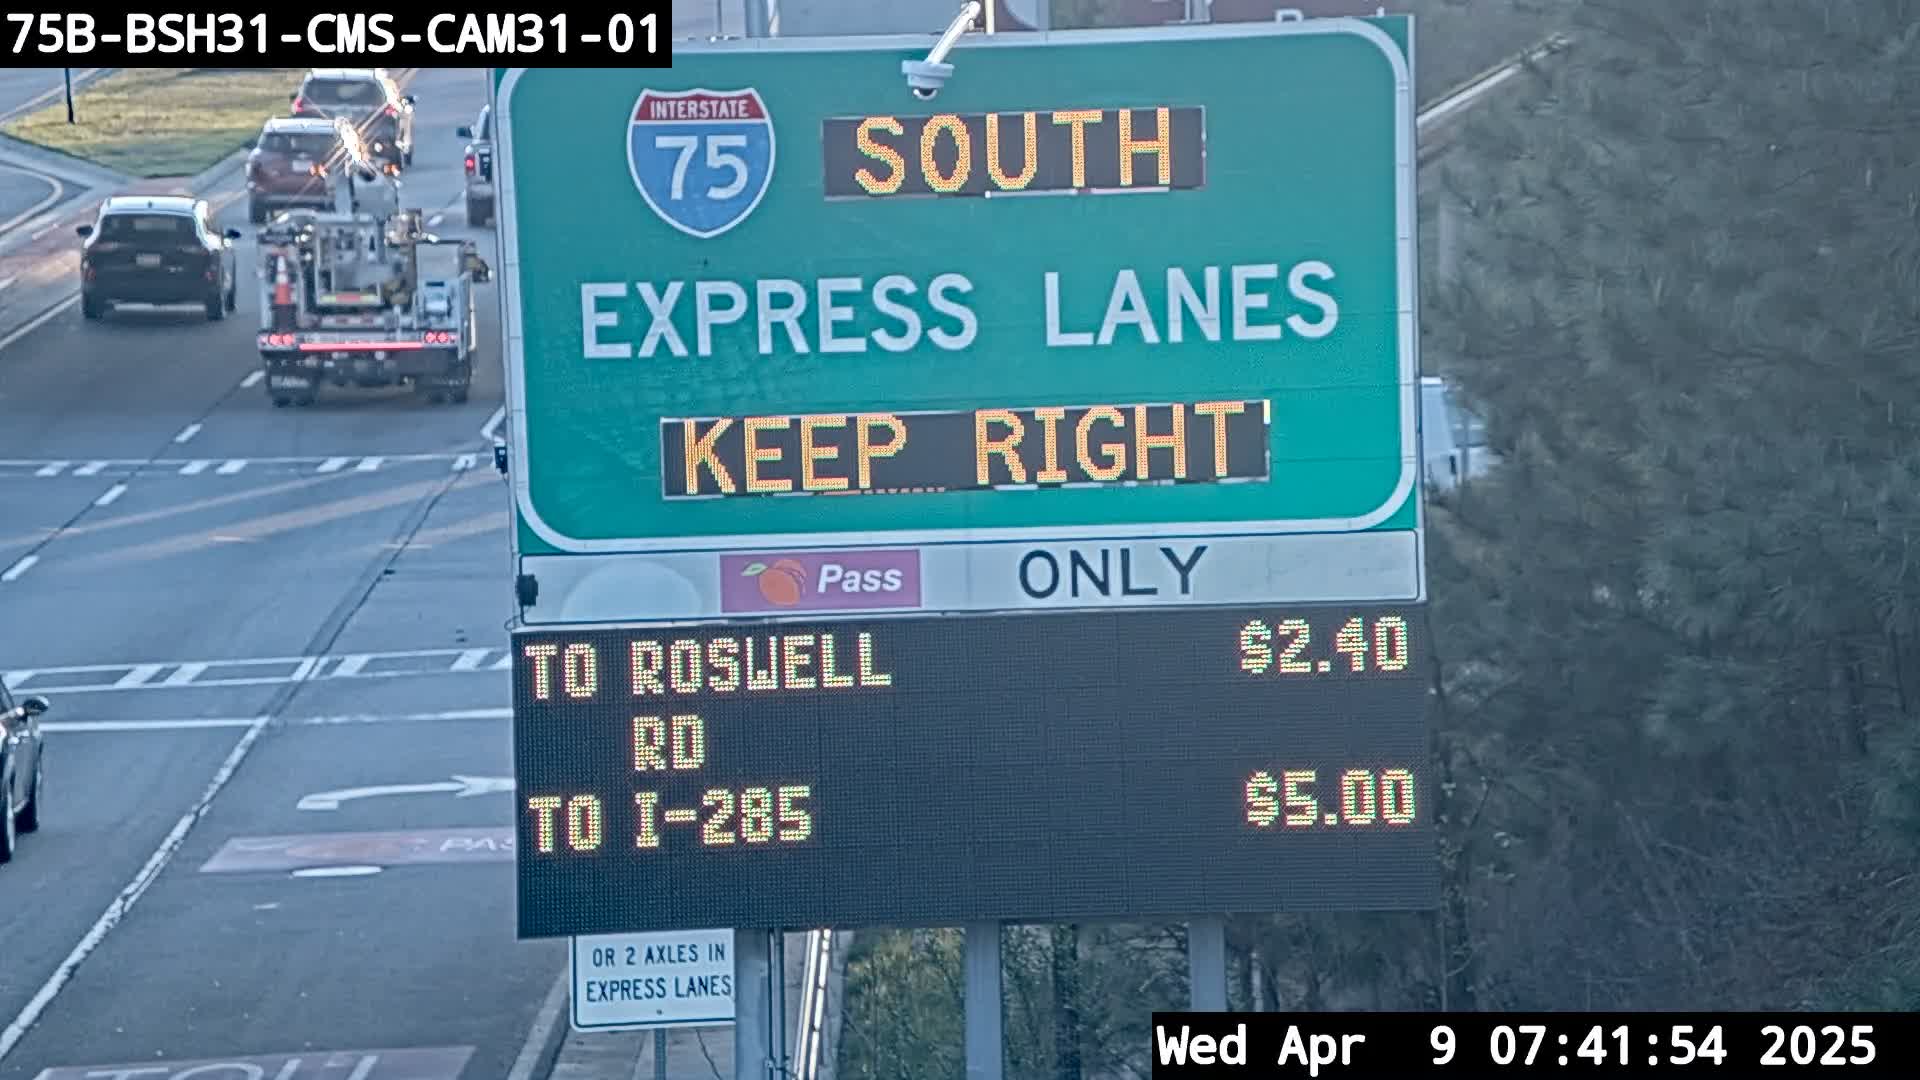 75B-BSH31-CMS-CAM31-01
INTERSTATE
75
SOUTH
EXPRESS LANES
KEEP RIGHT
Pass
ONLY
TO ROSWELL $2.40
RD
TO I-285 $5.00
OR 2 AXLES IN
EXPRESS LANES
Wed Apr 9 07:41:54 2025